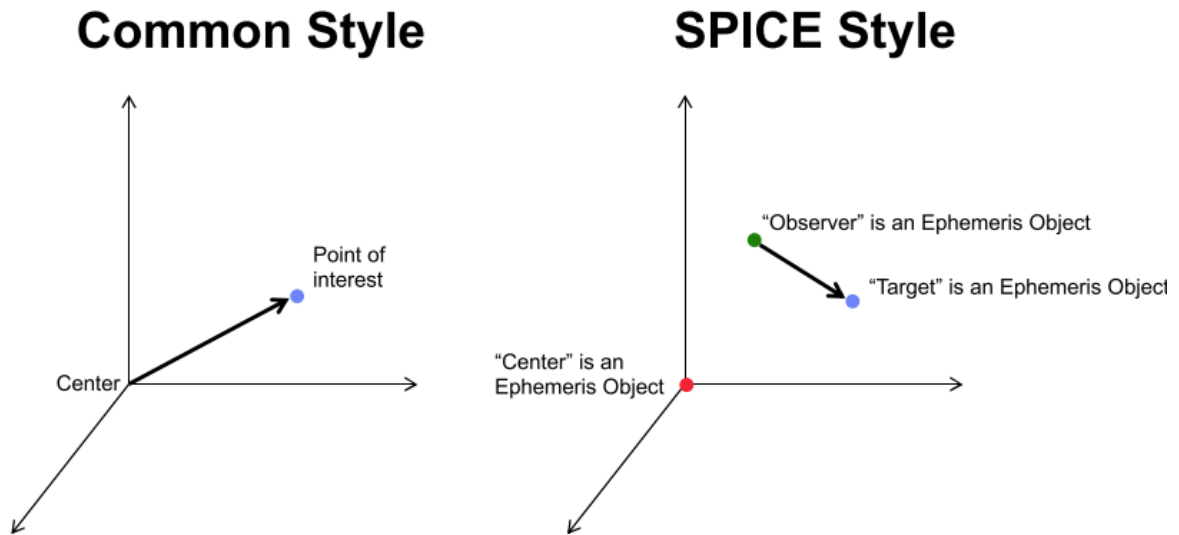 Common Style
SPICE Style
Point of
interest
Center
“Observer” is an Ephemeris Object
“Target” is an Ephemeris Object
“Center” is an
Ephemeris Object